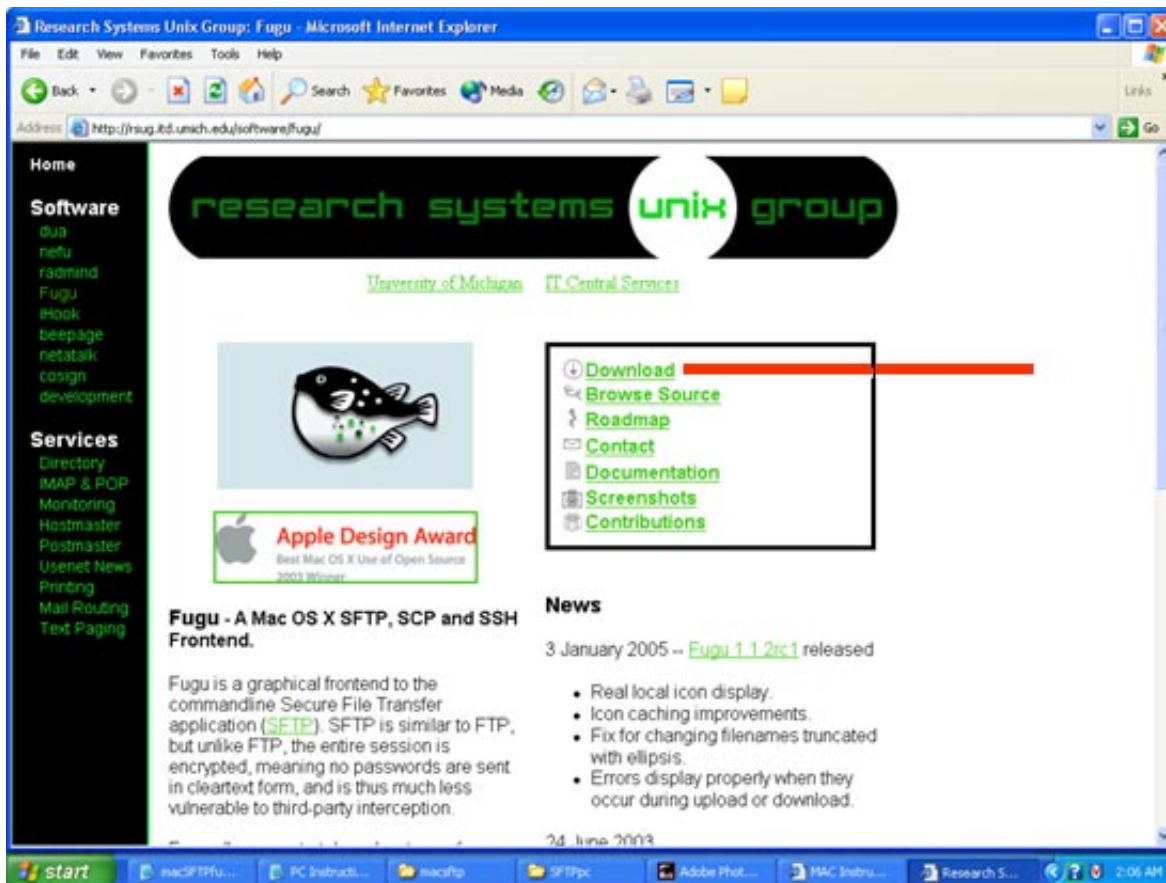 Research Systems Unix Group: Fugu - Microsoft Internet Explorer
File Edit View Favorites Tools Help
Back Search Favorites Media Links
Address http://rsug.itd.umich.edu/software/fugu/ Go
Home
Software
dua
nefu
radmind
Fugu
iHook
beepage
netatalk
cosign
development
Services
Directory
IMAP & POP
Monitoring
Hostmaster
Postmaster
Usenet News
Printing
Mail Routing
Text Paging
research systems unix group
University of Michigan IT Central Services
Apple Design Award
Best Mac OS X Use of Open Source
2003 Winner
Fugu - A Mac OS X SFTP, SCP and SSH
Frontend.
Fugu is a graphical frontend to the
commandline Secure File Transfer
application (SFTP). SFTP is similar to FTP,
but unlike FTP, the entire session is
encrypted, meaning no passwords are sent
in cleartext form, and is thus much less
vulnerable to third-party interception.
Download
Browse Source
Roadmap
Contact
Documentation
Screenshots
Contributions
News
3 January 2005 -- Fugu 1.1.2rc1 released
Real local icon display.
Icon caching improvements.
Fix for changing filenames truncated
with ellipsis.
Errors display properly when they
occur during upload or download.
24 June 2003
start macSFTPfu... PC Instructi... macsftp SFTPpc Adobe Phot... MAC Instru... Research S... 2:06 AM